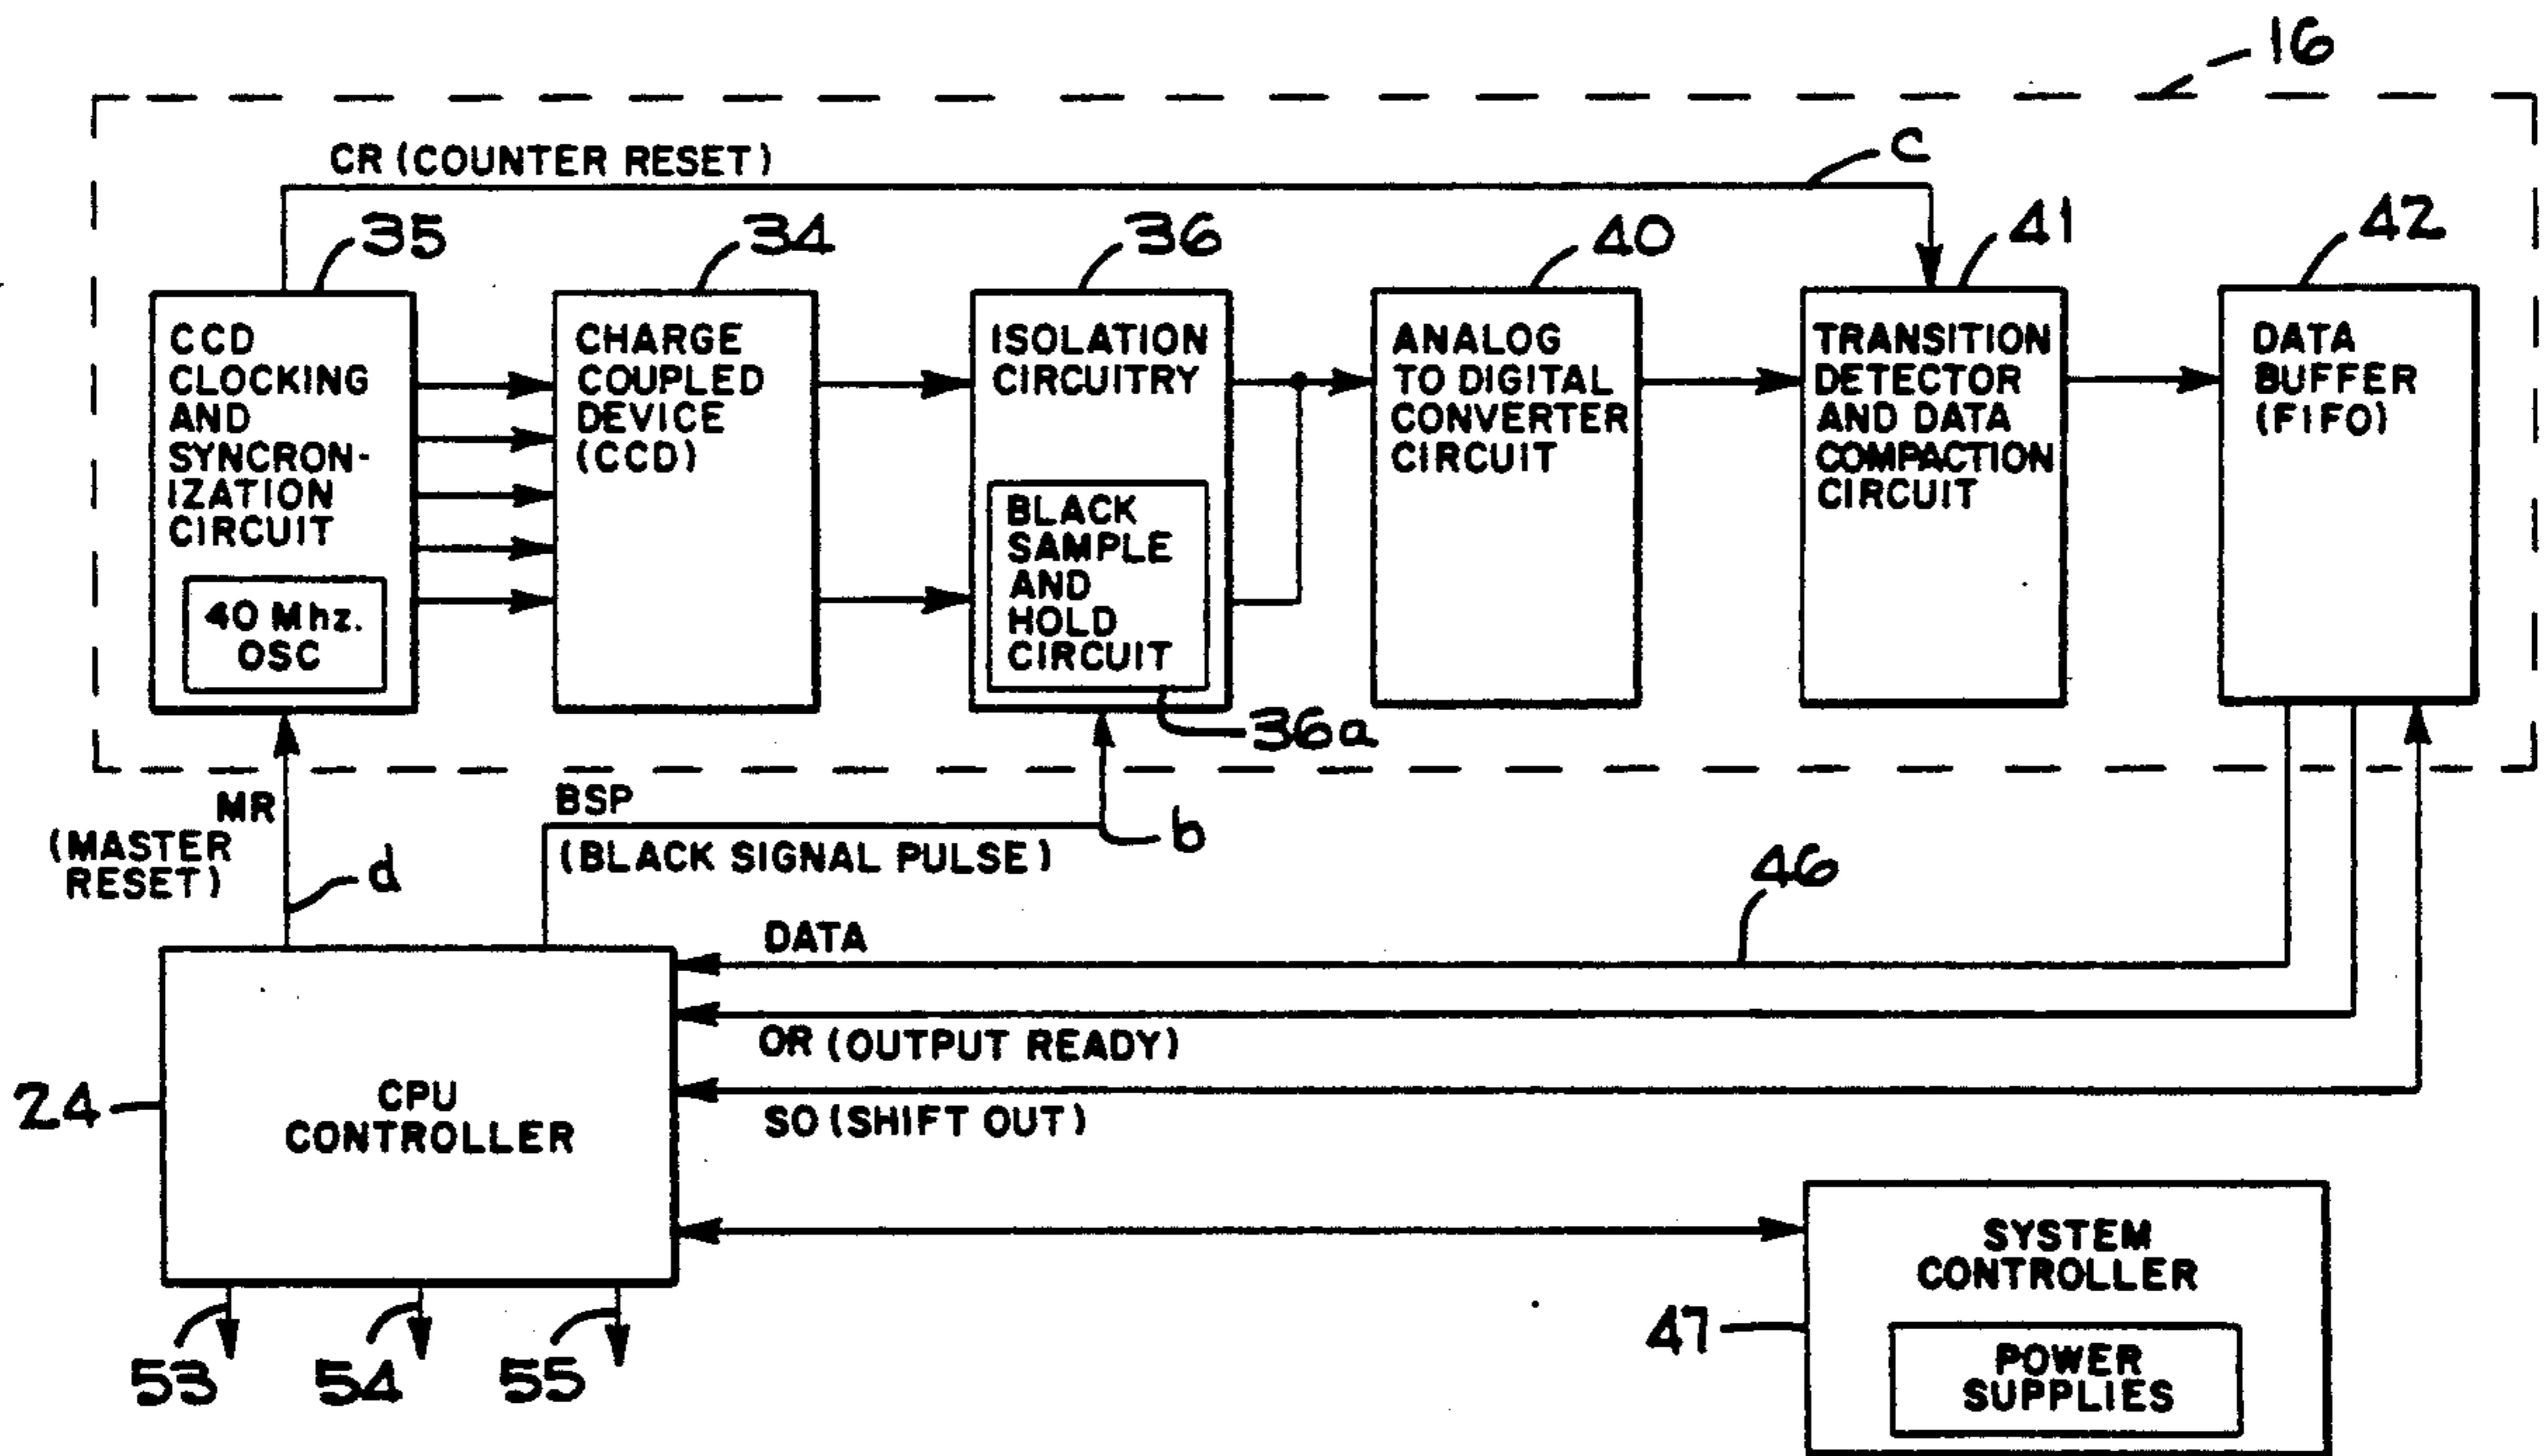 16
CR (COUNTER RESET)
c
35
34
36
40
41
42
CCD
CLOCKING
AND
SYNCRON-
IZATION
CIRCUIT
40 Mhz.
OSC
CHARGE
COUPLED
DEVICE
(CCD)
ISOLATION
CIRCUITRY
BLACK
SAMPLE
AND
HOLD
CIRCUIT
36a
ANALOG
TO DIGITAL
CONVERTER
CIRCUIT
TRANSITION
DETECTOR
AND DATA
COMPACTION
CIRCUIT
DATA
BUFFER
(FIFO)
MR
(MASTER
RESET)
d
BSP
(BLACK SIGNAL PULSE)
b
46
DATA
OR (OUTPUT READY)
SO (SHIFT OUT)
24
CPU
CONTROLLER
53
54
55
47
SYSTEM
CONTROLLER
POWER
SUPPLIES